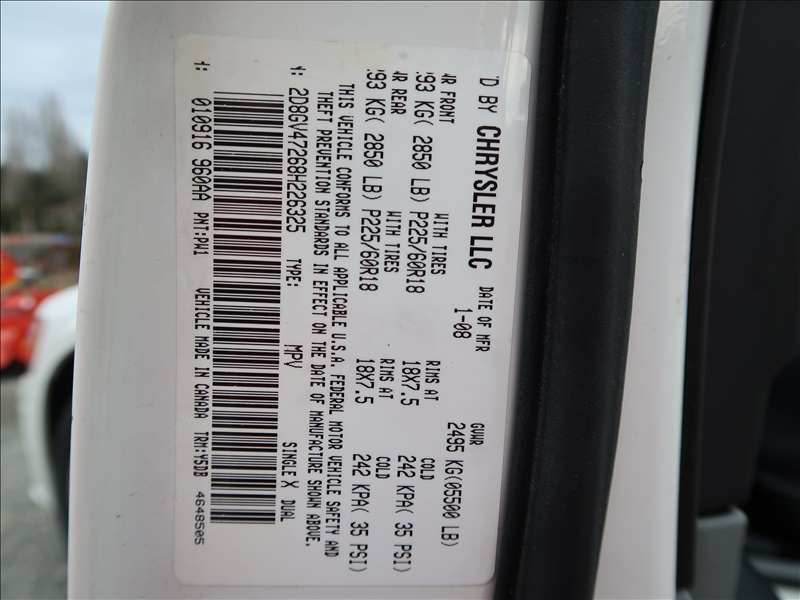 'D BY CHRYSLER LLC DATE OF MFR 1-08 GVWR 2495 KG(05500 LB)
WR FRONT WITH TIRES RIMS AT COLD
'93 KG( 2850 LB) P225/60R18 18X7.5 242 KPA( 35 PSI)
WR REAR WITH TIRES RIMS AT COLD
'93 KG( 2850 LB) P225/60R18 18X7.5 242 KPA( 35 PSI)
THIS VEHICLE CONFORMS TO ALL APPLICABLE U.S.A. FEDERAL MOTOR VEHICLE SAFETY AND
THEFT PREVENTION STANDARDS IN EFFECT ON THE DATE OF MANUFACTURE SHOWN ABOVE.
: 2D8GV47268H226325 TYPE: MPV SINGLE X DUAL
: 010916 960AA PNT:PW1 VEHICLE MADE IN CANADA TRM:Y5DB 4648505